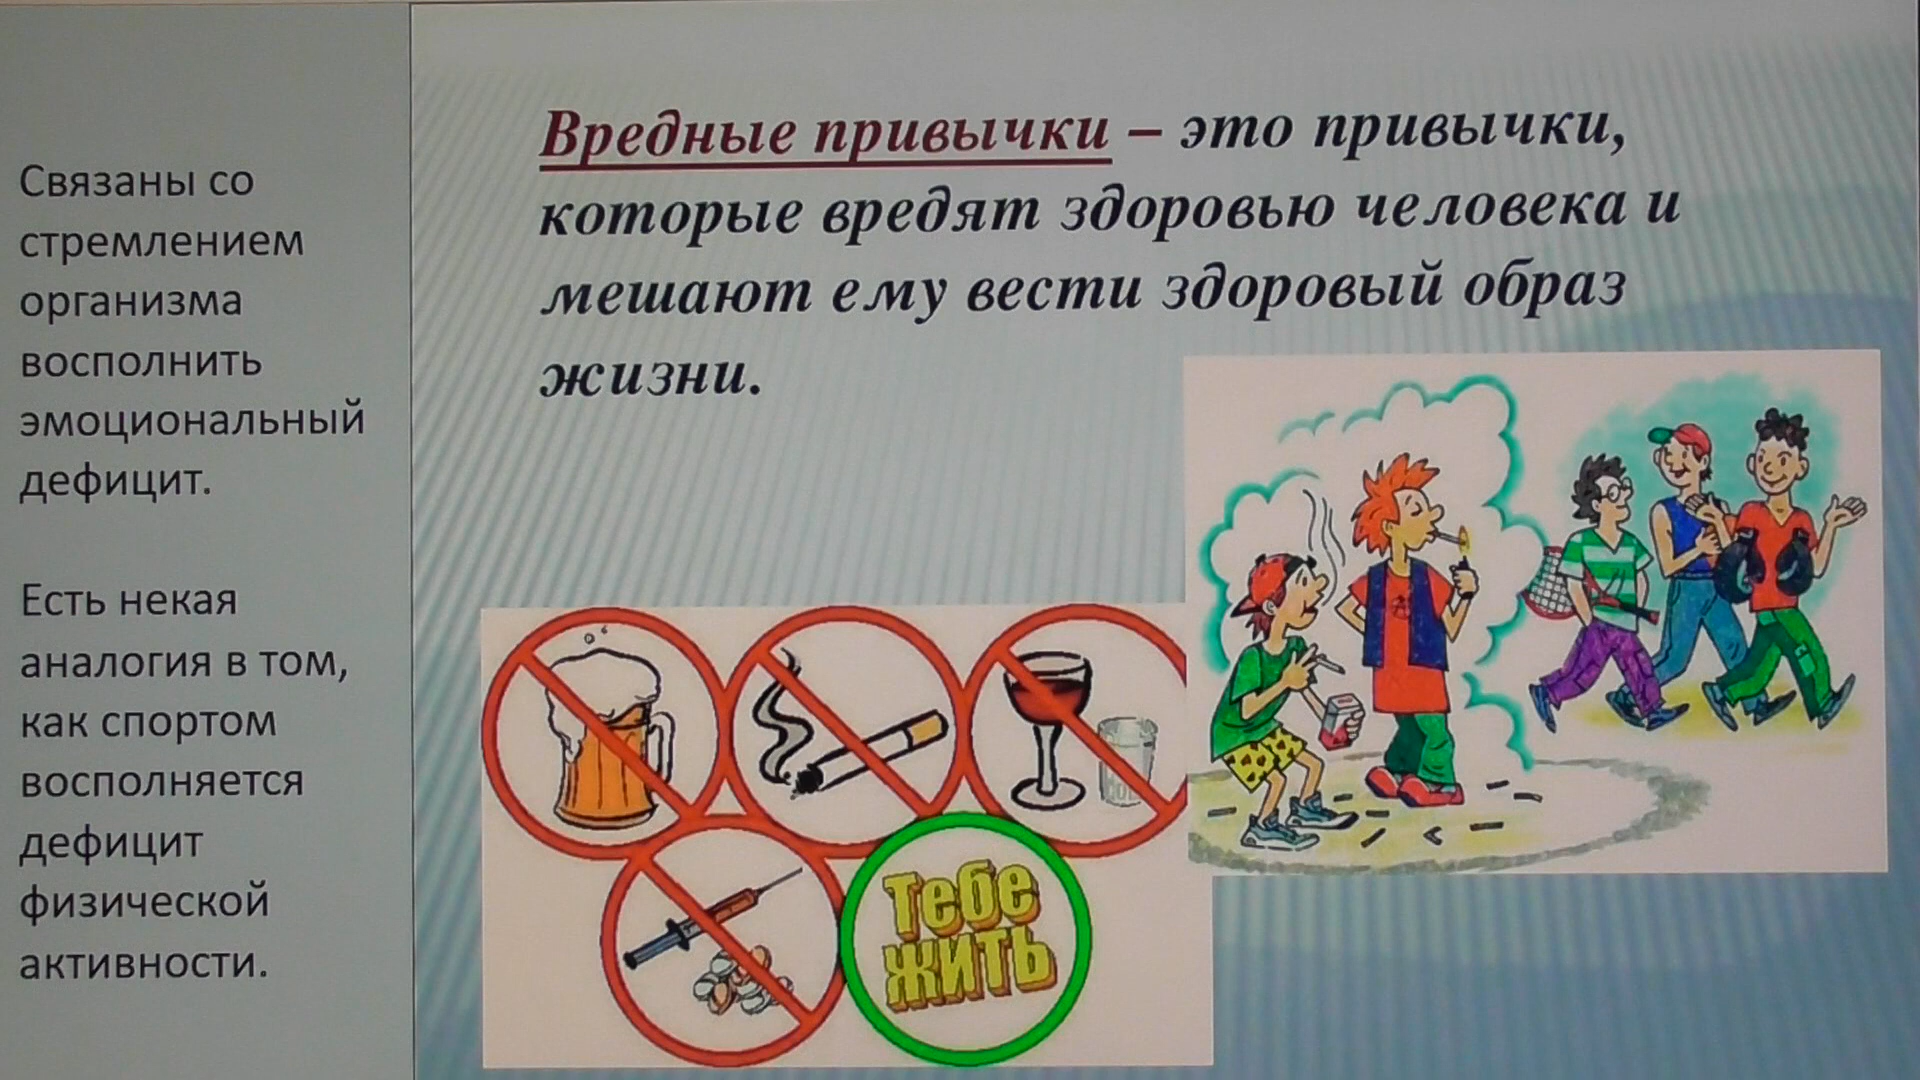 Связаны со
стремлением
организма
восполнить
эмоциональный
дефицит.
Есть некая
аналогия в том,
как спортом
восполняется
дефицит
физической
активности.
Вредные привычки – это привычки,
которые вредят здоровью человека и
мешают ему вести здоровый образ
жизни.
Тебе
жить